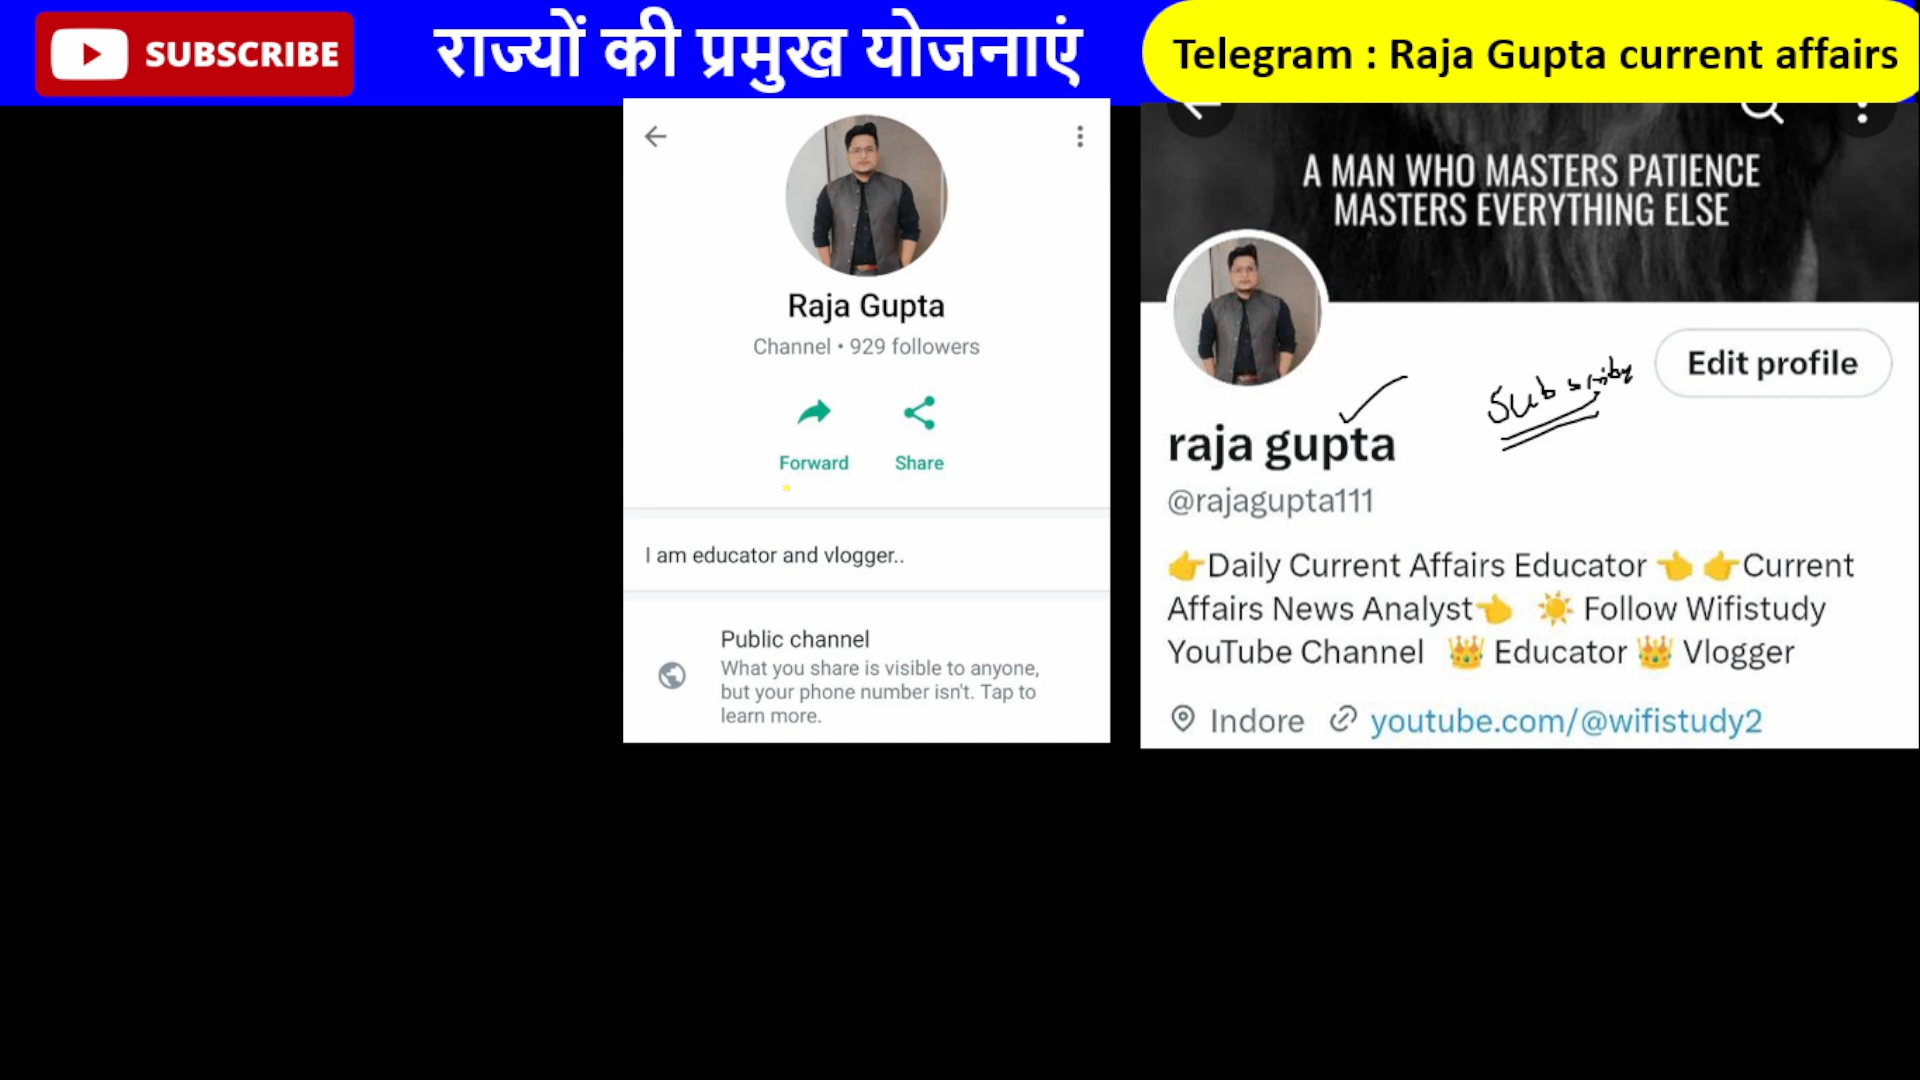 SUBSCRIBE
राज्यों की प्रमुख योजनाएं
Telegram : Raja Gupta current affairs
Raja Gupta
Channel • 929 followers
Forward
Share
I am educator and vlogger..
Public channel
What you share is visible to anyone,
but your phone number isn't. Tap to
learn more.
A MAN WHO MASTERS PATIENCE
MASTERS EVERYTHING ELSE
Edit profile
Subscribe
raja gupta
@rajagupta111
👉Daily Current Affairs Educator 👈 👉Current
Affairs News Analyst👈 ☀️ Follow Wifistudy
YouTube Channel 👑 Educator 👑 Vlogger
Indore youtube.com/@wifistudy2